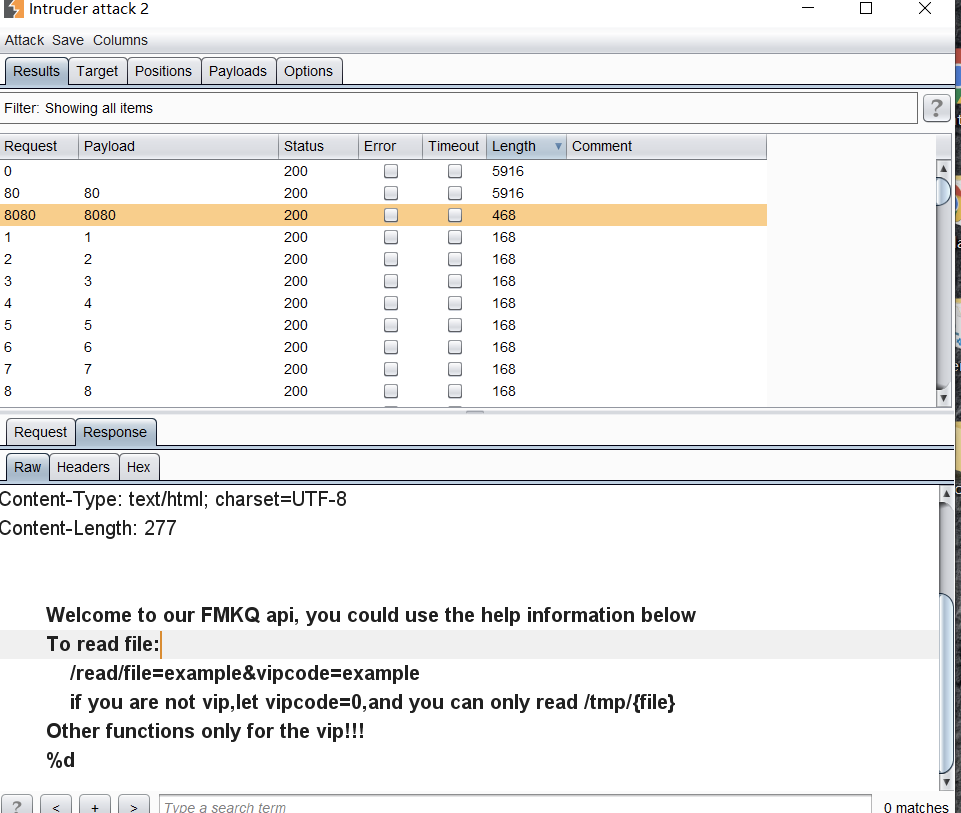 Intruder attack 2
Attack Save Columns
Results Target Positions Payloads Options
Filter: Showing all items ?
Request Payload Status Error Timeout Length Comment
0 200 5916
80 80 200 5916
8080 8080 200 468
1 1 200 168
2 2 200 168
3 3 200 168
4 4 200 168
5 5 200 168
6 6 200 168
7 7 200 168
8 8 200 168
Request Response
Raw Headers Hex
Content-Type: text/html; charset=UTF-8
Content-Length: 277
Welcome to our FMKQ api, you could use the help information below
To read file:
/read/file=example&vipcode=example
if you are not vip,let vipcode=0,and you can only read /tmp/{file}
Other functions only for the vip!!!
%d
? < + > Type a search term 0 matches